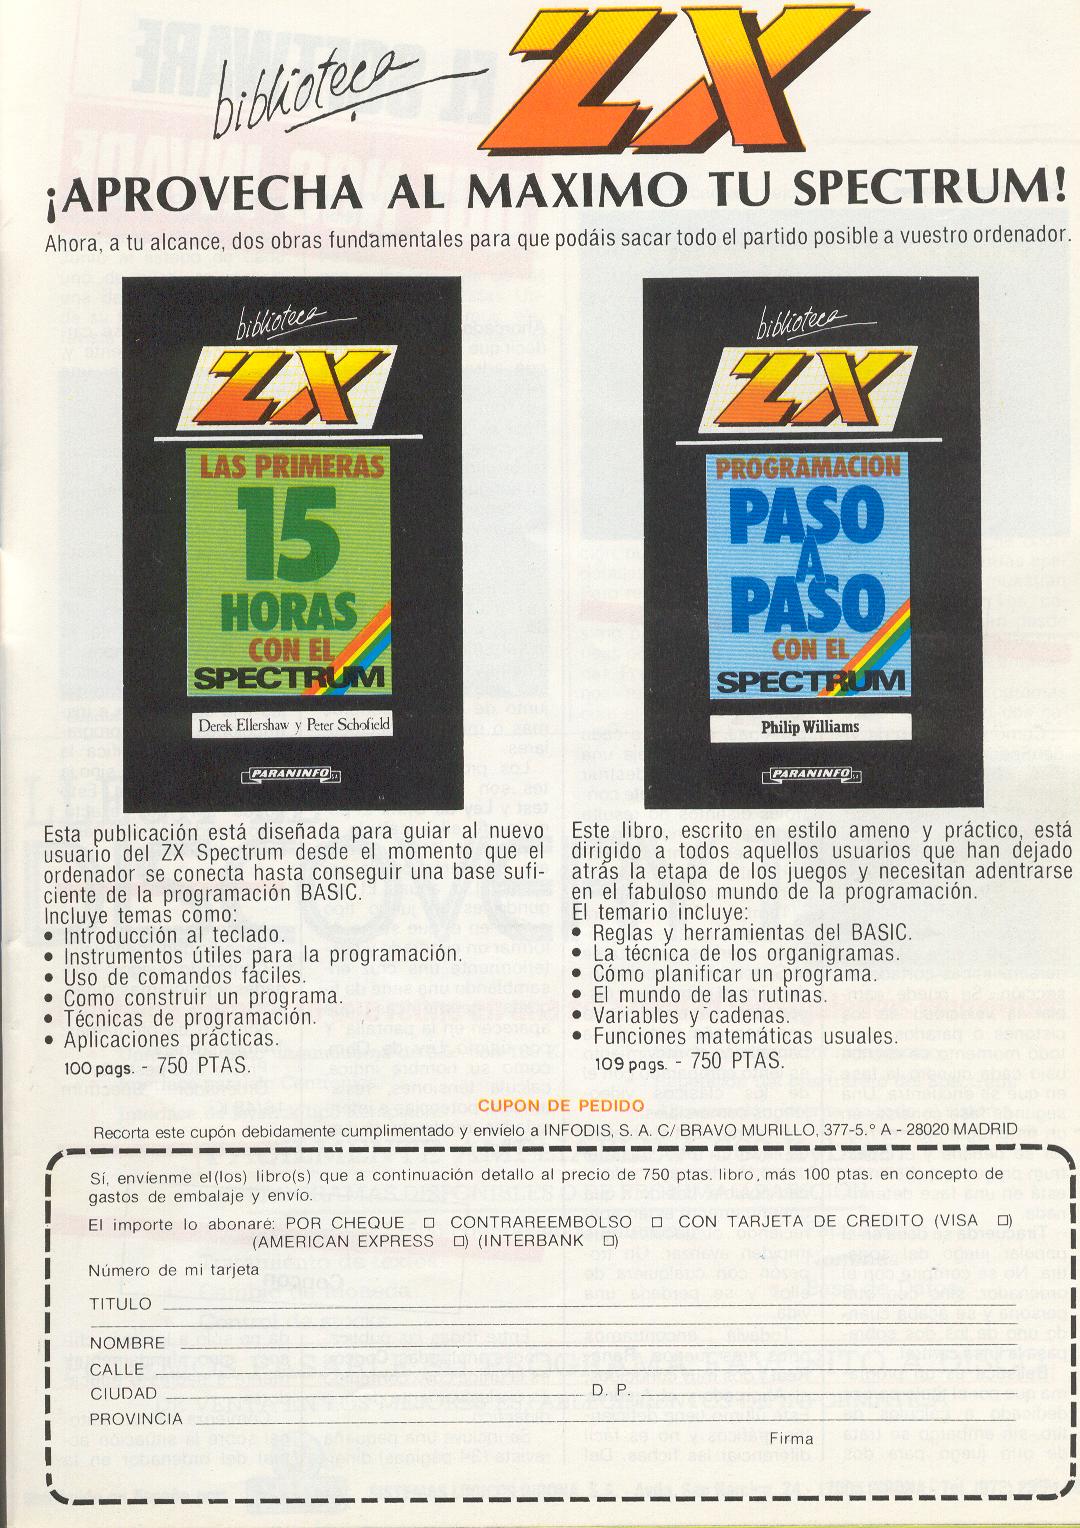 biblioteca ZX
¡APROVECHA AL MAXIMO TU SPECTRUM!
Ahora, a tu alcance, dos obras fundamentales para que podáis sacar todo el partido posible a vuestro ordenador.
biblioteca
ZX
LAS PRIMERAS
15
HORAS
CON EL
SPECTRUM
Derek Ellershaw y Peter Schofield
PARANINFO
biblioteca
ZX
PROGRAMACION
PASO
A
PASO
CON EL
SPECTRUM
Philip Williams
PARANINFO
Esta publicación está diseñada para guiar al nuevo
usuario del ZX Spectrum desde el momento que el
ordenador se conecta hasta conseguir una base sufi-
ciente de la programación BASIC.
Incluye temas como:
• Introducción al teclado.
• Instrumentos útiles para la programación.
• Uso de comandos fáciles.
• Como construir un programa.
• Técnicas de programación.
• Aplicaciones prácticas.
100 pags. - 750 PTAS.
Este libro, escrito en estilo ameno y práctico, está
dirigido a todos aquellos usuarios que han dejado
atrás la etapa de los juegos y necesitan adentrarse
en el fabuloso mundo de la programación.
El temario incluye:
• Reglas y herramientas del BASIC.
• La técnica de los organigramas.
• Cómo planificar un programa.
• El mundo de las rutinas.
• Variables y cadenas.
• Funciones matemáticas usuales.
109 pags. - 750 PTAS.
CUPON DE PEDIDO
Recorta este cupón debidamente cumplimentado y envíelo a INFODIS, S. A. C/ BRAVO MURILLO, 377-5.° A - 28020 MADRID
Sí, envíenme el(los) libro(s) que a continuación detallo al precio de 750 ptas. libro, más 100 ptas. en concepto de
gastos de embalaje y envío.
El importe lo abonaré: POR CHEQUE □ CONTRAREEMBOLSO □ CON TARJETA DE CREDITO (VISA □)
(AMERICAN EXPRESS □) (INTERBANK □)
Número de mi tarjeta
TITULO
NOMBRE
CALLE
CIUDAD D. P.
PROVINCIA
Firma